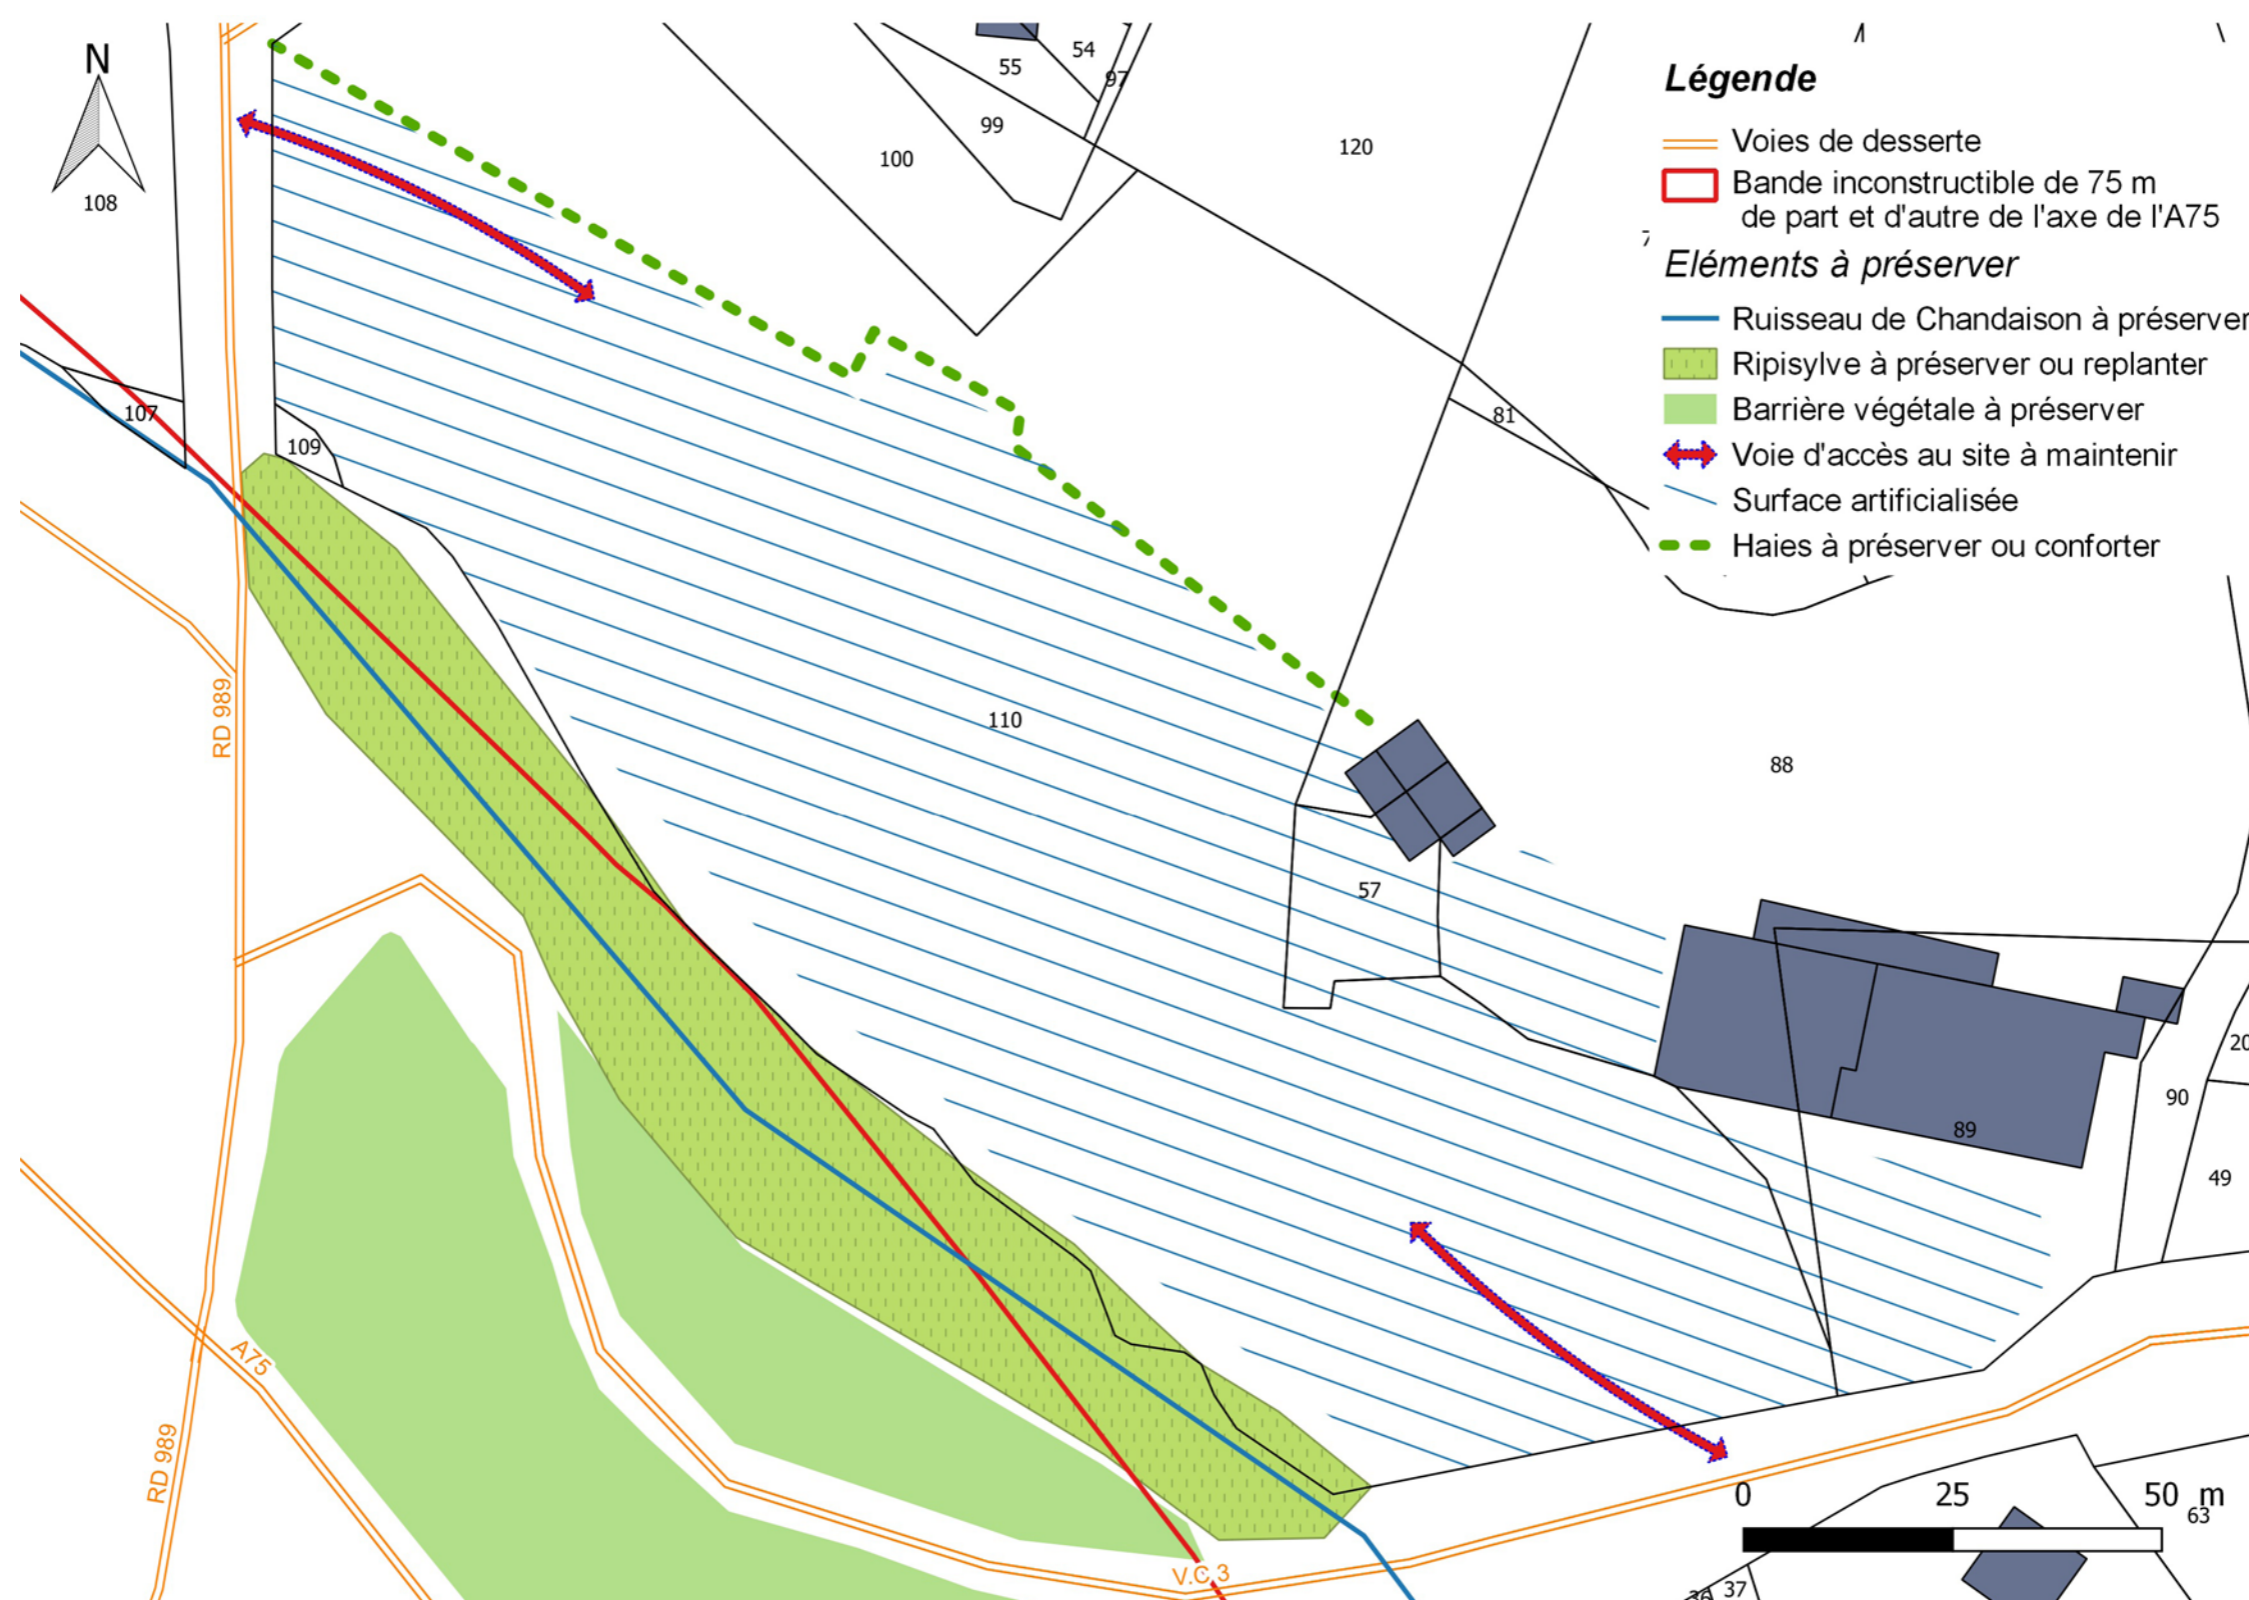 N
108
54
55
97
99
100
120
81
107
109
110
57
88
89
90
20
49
63
37
RD 989
A75
RD 989
V.C 3
Légende
Voies de desserte
Bande inconstructible de 75 m
de part et d'autre de l'axe de l'A75
Eléments à préserver
Ruisseau de Chandaison à préserver
Ripisylve à préserver ou replanter
Barrière végétale à préserver
Voie d'accès au site à maintenir
Surface artificialisée
Haies à préserver ou conforter
0 25 50 m